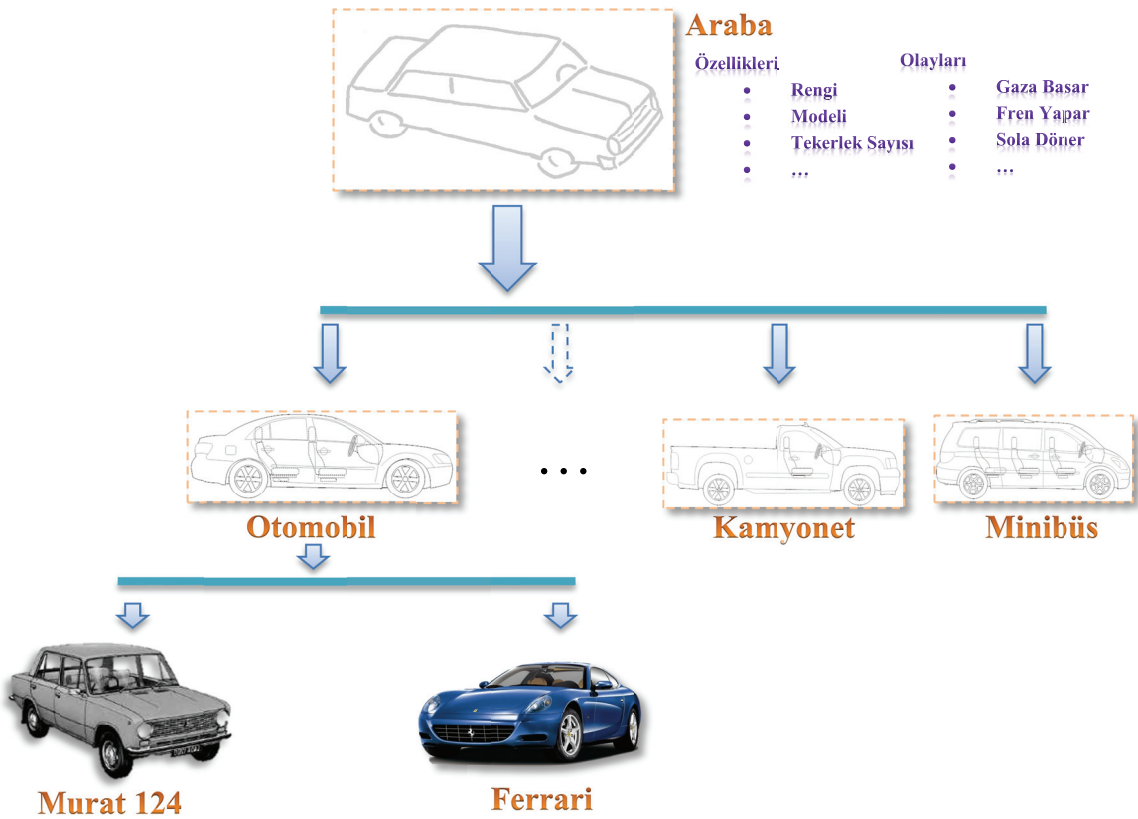 Araba
Özellikleri
• Rengi
• Modeli
• Tekerlek Sayısı
• ...
Olayları
• Gaza Basar
• Fren Yapar
• Sola Döner
• ...
...
Otomobil
Kamyonet
Minibüs
Murat 124
Ferrari